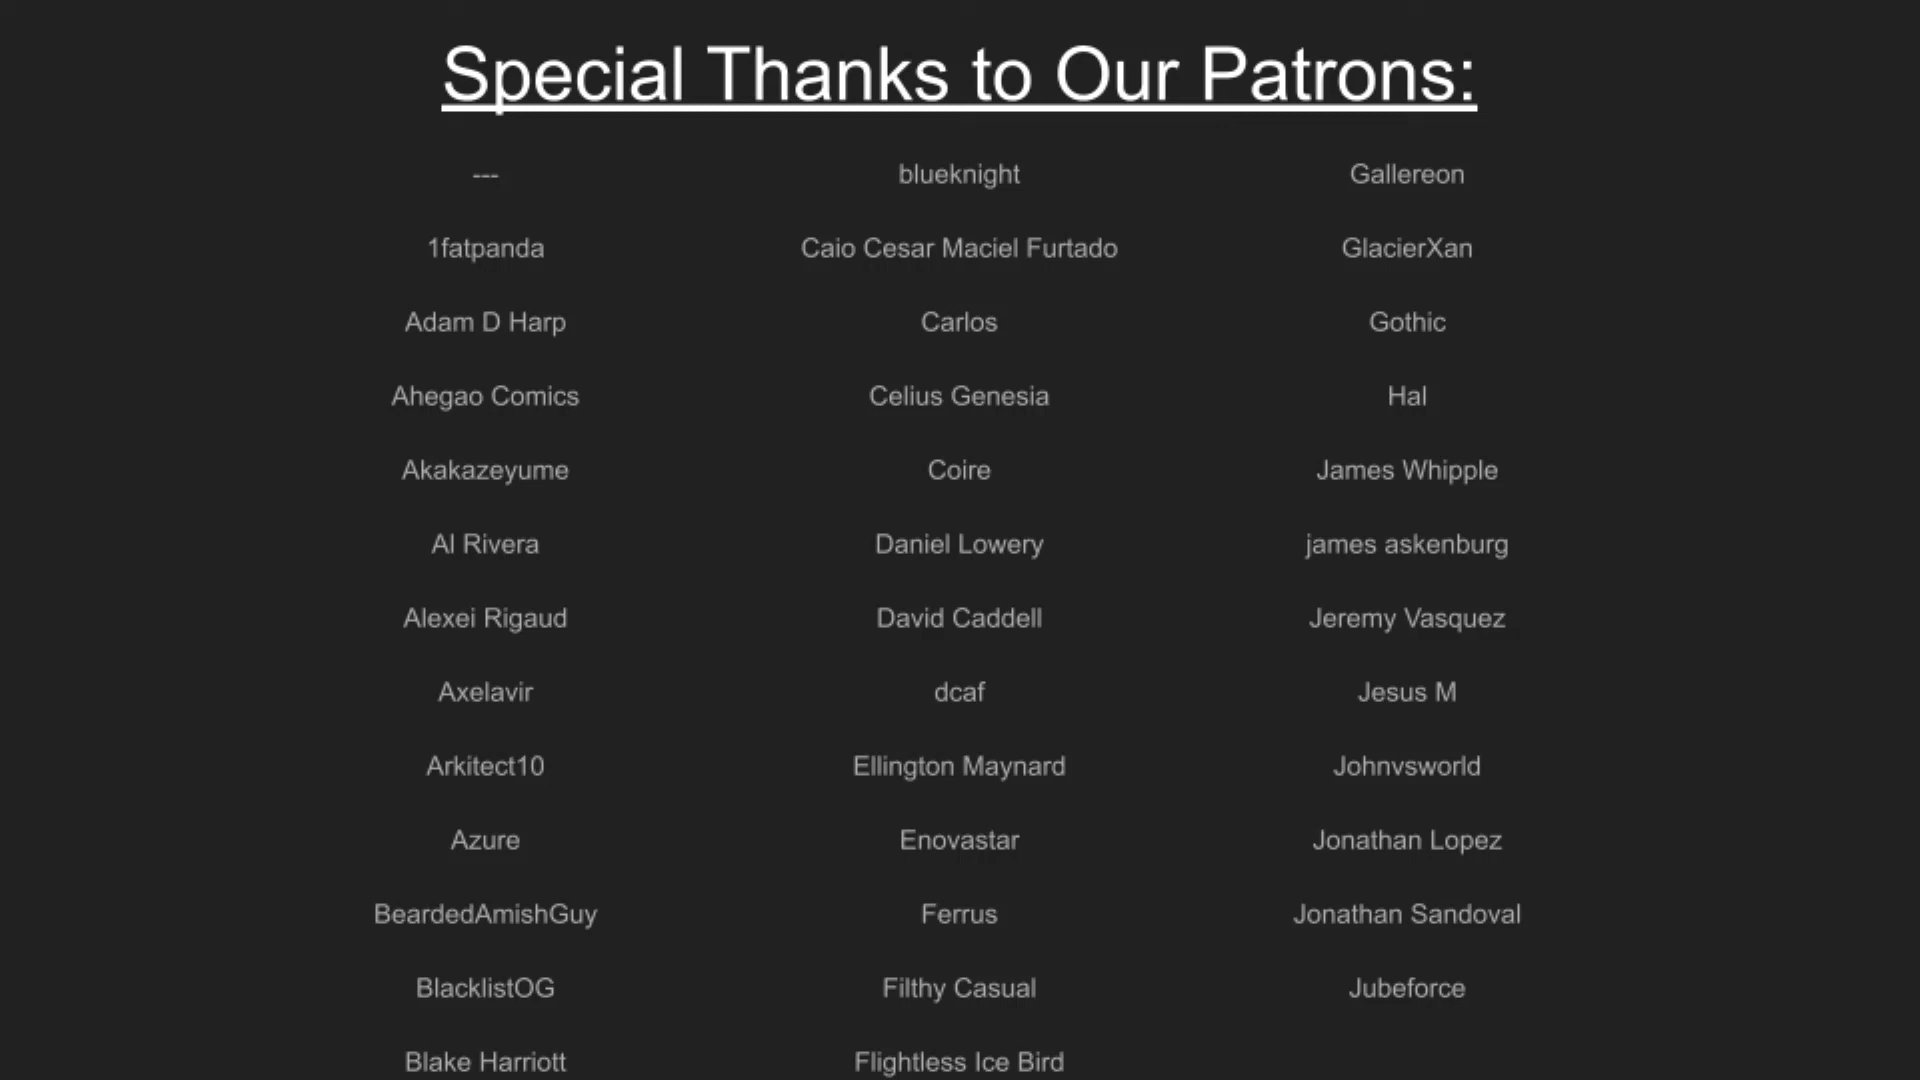 Special Thanks to Our Patrons:
---
1fatpanda
Adam D Harp
Ahegao Comics
Akakazeyume
Al Rivera
Alexei Rigaud
Axelavir
Arkitect10
Azure
BeardedAmishGuy
BlacklistOG
Blake Harriott
blueknight
Caio Cesar Maciel Furtado
Carlos
Celius Genesia
Coire
Daniel Lowery
David Caddell
dcaf
Ellington Maynard
Enovastar
Ferrus
Filthy Casual
Flightless Ice Bird
Gallereon
GlacierXan
Gothic
Hal
James Whipple
james askenburg
Jeremy Vasquez
Jesus M
Johnvsworld
Jonathan Lopez
Jonathan Sandoval
Jubeforce